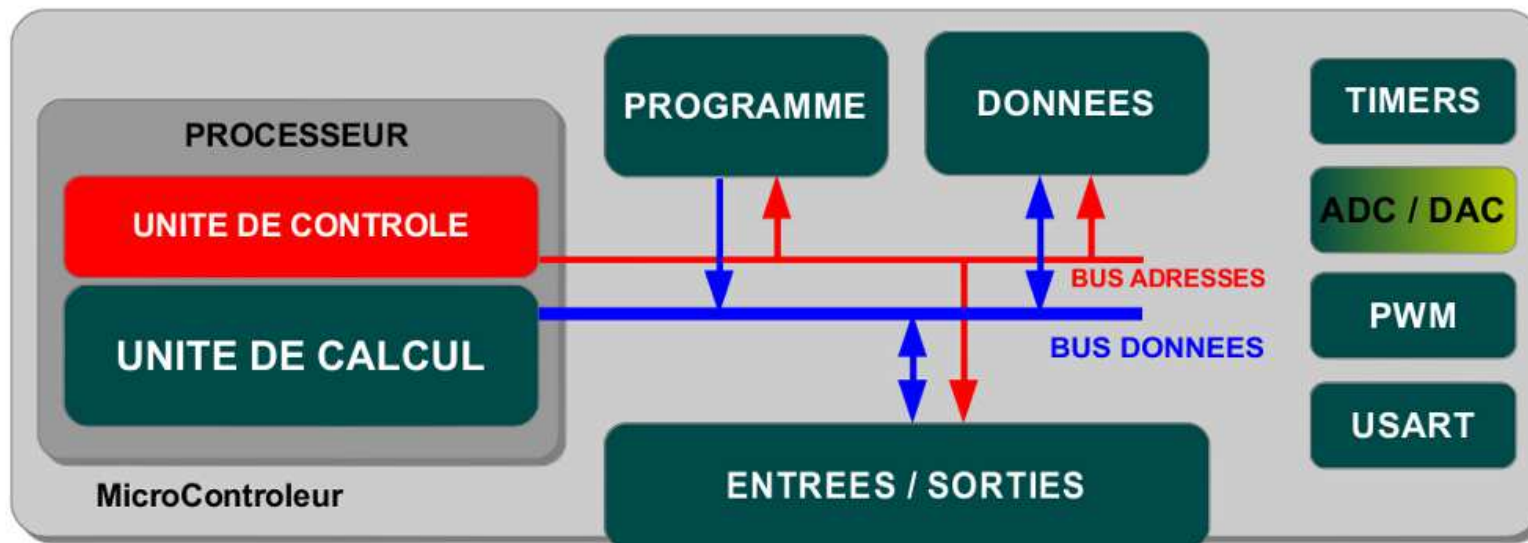 PROCESSEUR
UNITE DE CONTROLE
UNITE DE CALCUL
MicroControleur
PROGRAMME
DONNEES
BUS ADRESSES
BUS DONNEES
ENTREES / SORTIES
TIMERS
ADC / DAC
PWM
USART